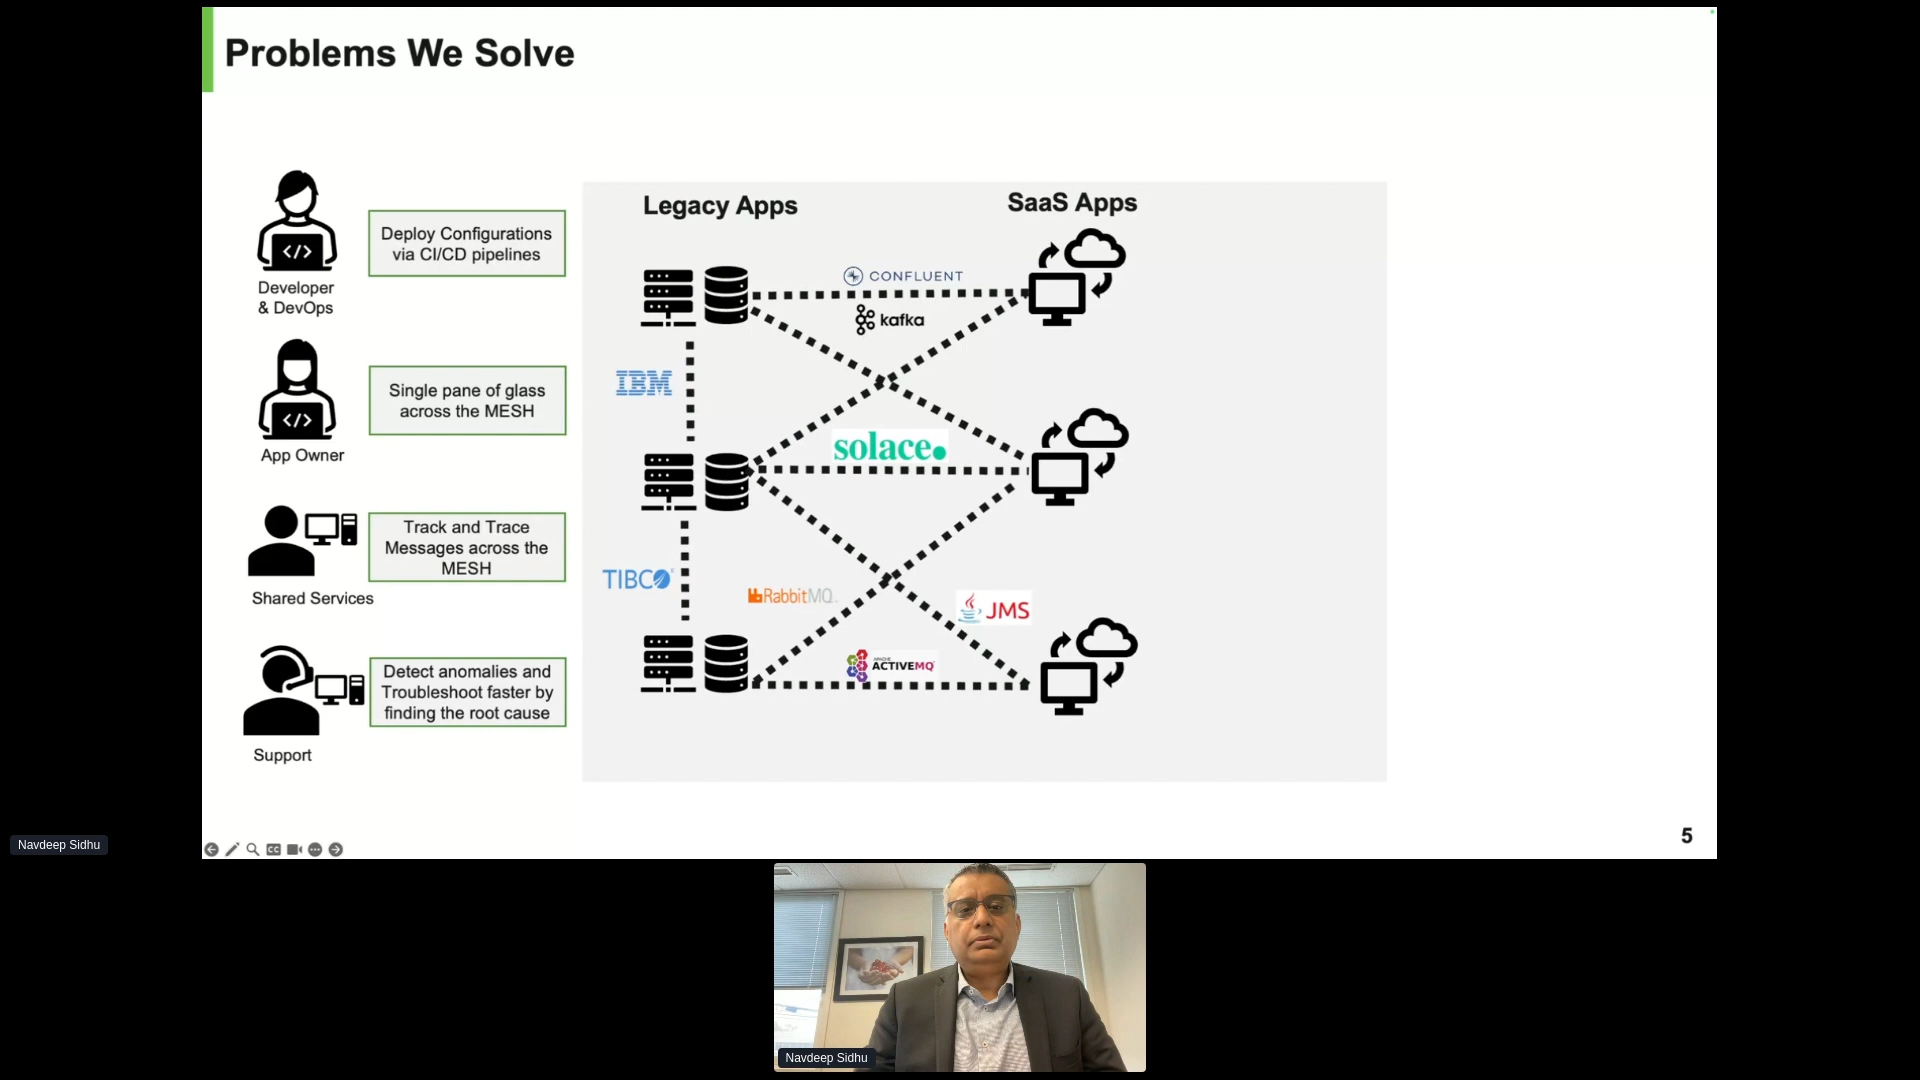 Problems We Solve
Deploy Configurations
via CI/CD pipelines
Developer
& DevOps
Single pane of glass
across the MESH
App Owner
Track and Trace
Messages across the
MESH
Shared Services
Detect anomalies and
Troubleshoot faster by
finding the root cause
Support
Legacy Apps
SaaS Apps
CONFLUENT
kafka
IBM
solace.
TIBCO
RabbitMQ
JMS
APACHE
ACTIVEMQ
5
CC
Navdeep Sidhu
Navdeep Sidhu